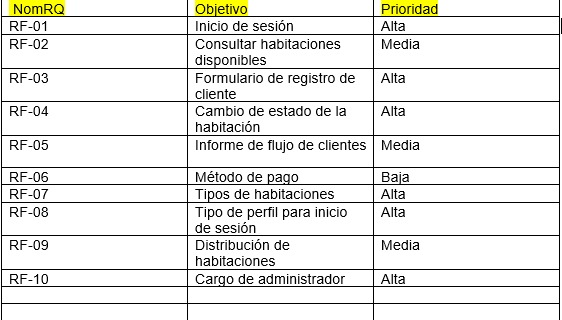 NomRQ Objetivo Prioridad
RF-01 Inicio de sesión Alta
RF-02 Consultar habitaciones Media
disponibles
RF-03 Formulario de registro de Alta
cliente
RF-04 Cambio de estado de la Alta
habitación
RF-05 Informe de flujo de clientes Media
RF-06 Método de pago Baja
RF-07 Tipos de habitaciones Alta
RF-08 Tipo de perfil para inicio Alta
de sesión
RF-09 Distribución de Media
habitaciones
RF-10 Cargo de administrador Alta